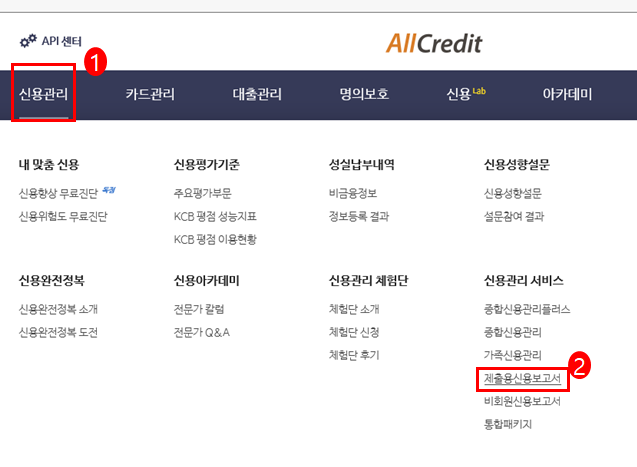 API 센터
AllCredit
1
신용관리 카드관리 대출관리 명의보호 신용Lab 아카데미
내 맞춤 신용 신용평가기준 성실납부내역 신용성향설문
신용향상 무료진단 독점 주요평가부문 비금융정보 신용성향설문
신용위험도 무료진단 KCB 평점 성능지표 정보등록 결과 설문참여 결과
KCB 평점 이용현황
신용완전정복 신용아카데미 신용관리 체험단 신용관리 서비스
신용완전정복 소개 전문가 칼럼 체험단 소개 종합신용관리플러스
신용완전정복 도전 전문가 Q&A 체험단 신청 종합신용관리
체험단 후기 가족신용관리
2
제출용신용보고서
비회원신용보고서
통합패키지